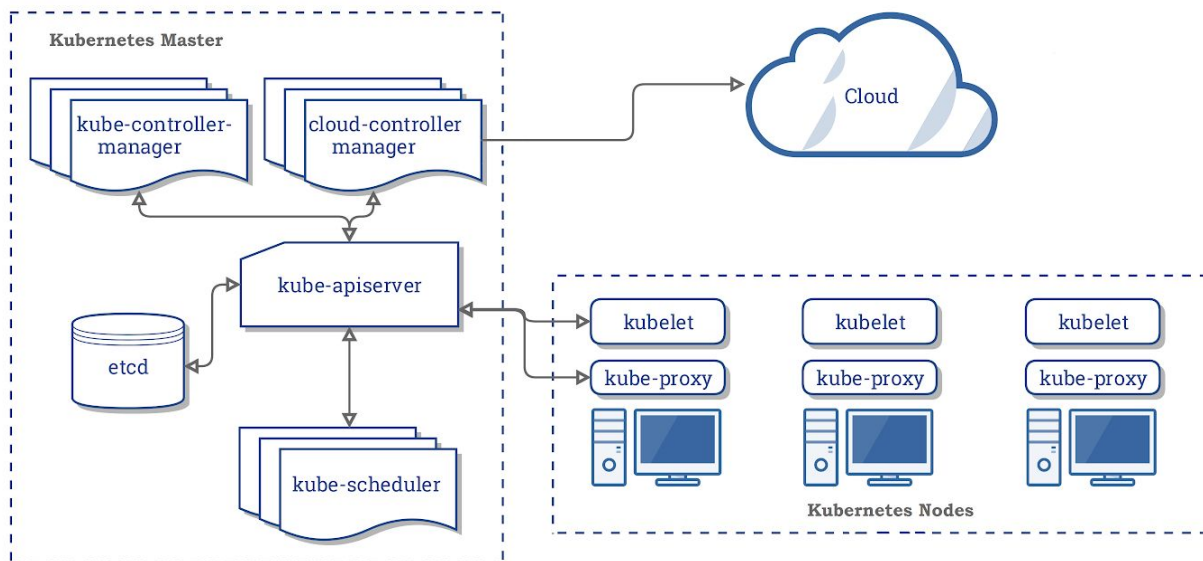 Kubernetes Master
kube-controller-
manager
cloud-controller
manager
Cloud
kube-apiserver
etcd
kube-scheduler
kubelet
kubelet
kubelet
kube-proxy
kube-proxy
kube-proxy
Kubernetes Nodes